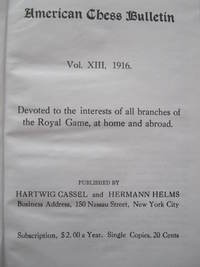 American Chess Bulletin
Vol. XIII, 1916.
Devoted to the interests of all branches of
the Royal Game, at home and abroad.
PUBLISHED BY
HARTWIG CASSEL and HERMANN HELMS
Business Address, 150 Nassau Street, New York City
Subscription, $2.00 a Year. Single Copies, 20 Cents